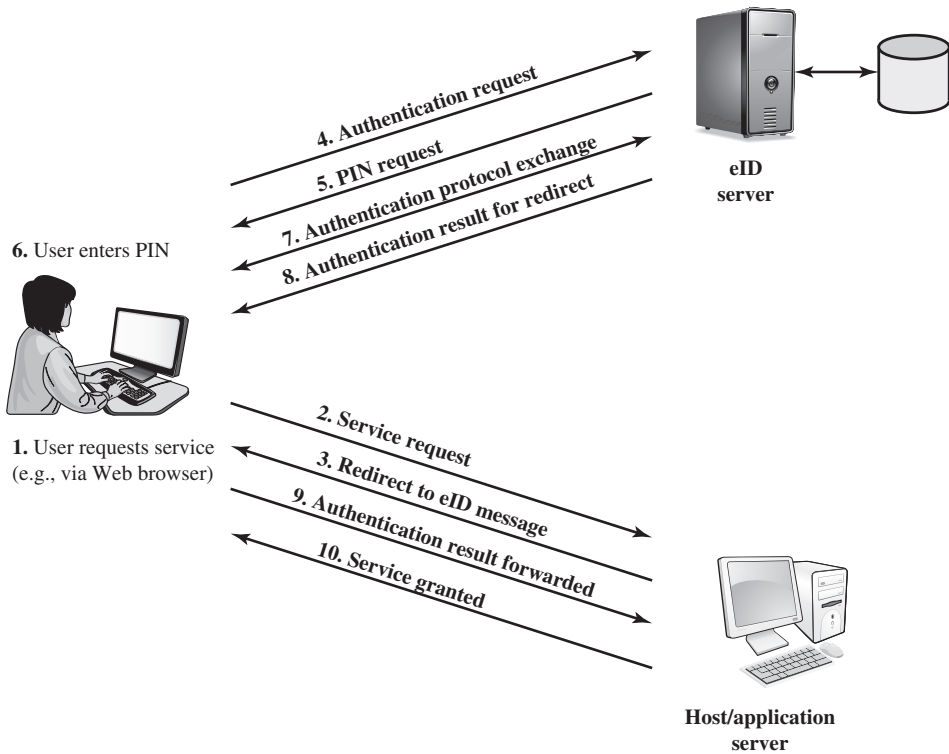 4. Authentication request
5. PIN request
7. Authentication protocol exchange
8. Authentication result for redirect
eID
server
6. User enters PIN
1. User requests service
(e.g., via Web browser)
2. Service request
3. Redirect to eID message
9. Authentication result forwarded
10. Service granted
Host/application
server